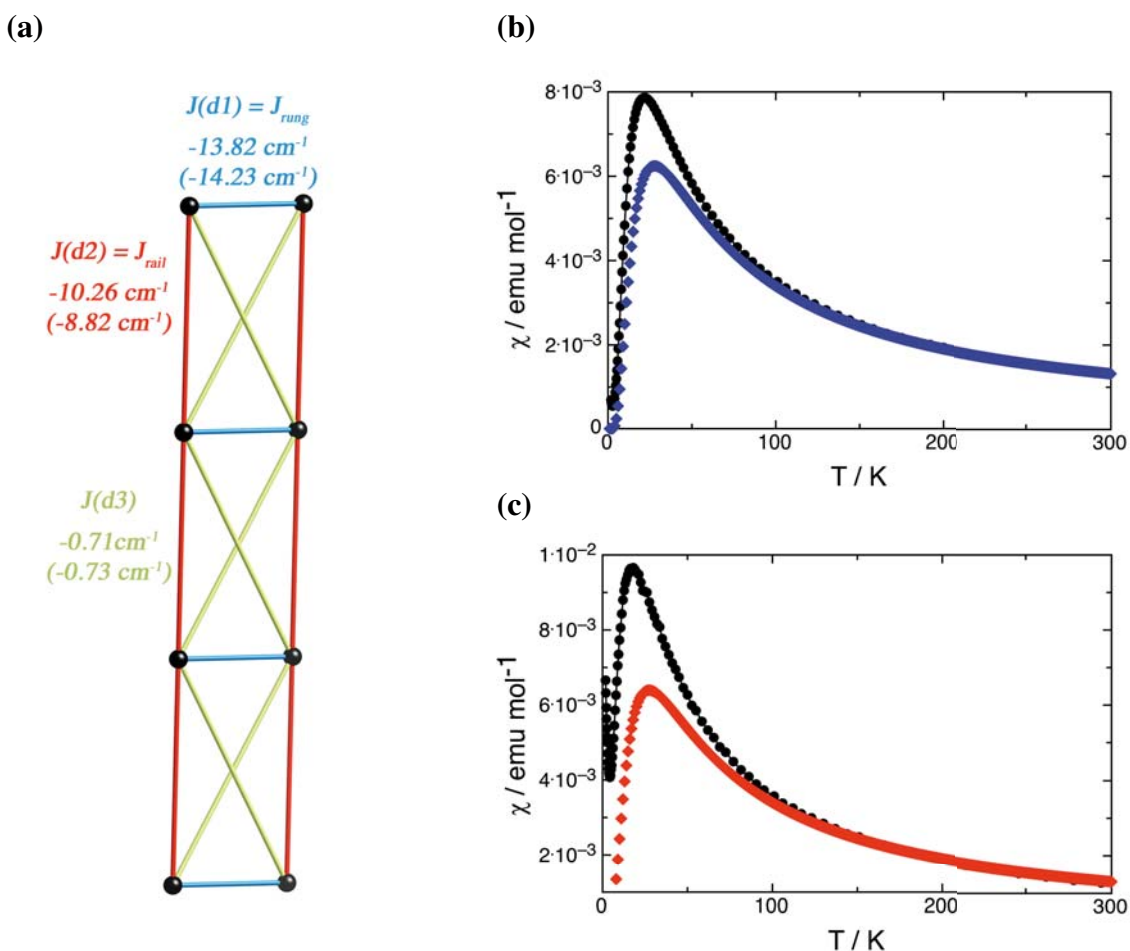 (a)
J(d1) = J_rung
-13.82 cm⁻¹
(-14.23 cm⁻¹)
J(d2) = J_rail
-10.26 cm⁻¹
(-8.82 cm⁻¹)
J(d3)
-0.71cm⁻¹
(-0.73 cm⁻¹)
(b)
8·10⁻³
6·10⁻³
4·10⁻³
2·10⁻³
0
χ / emu mol⁻¹
0 100 200 300
T / K
(c)
1·10⁻²
8·10⁻³
6·10⁻³
4·10⁻³
2·10⁻³
χ / emu mol⁻¹
0 100 200 300
T / K